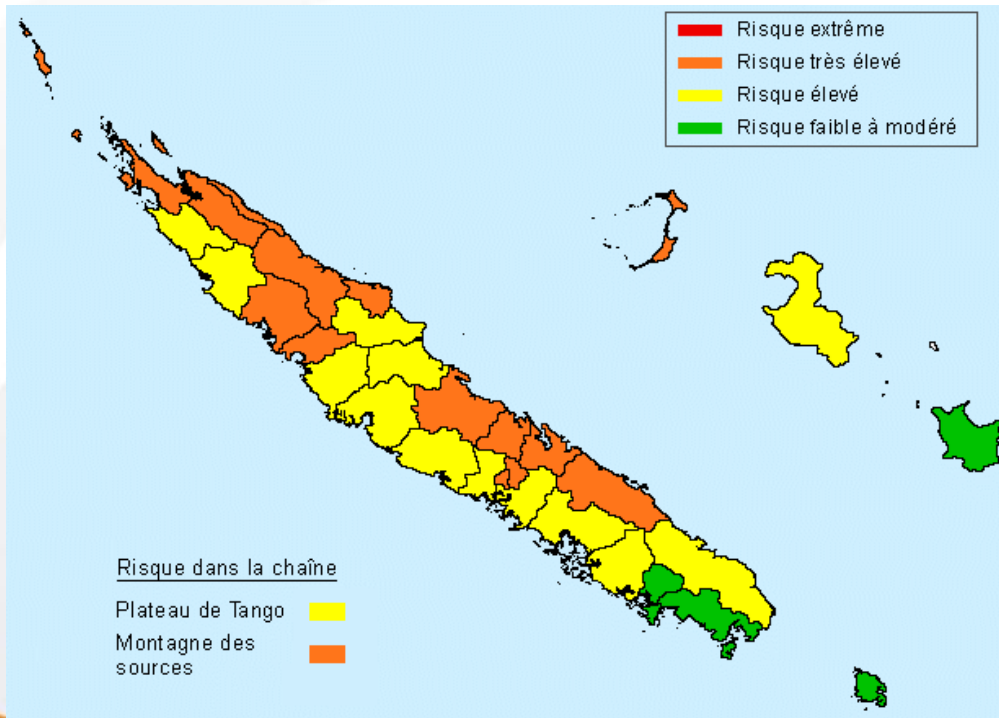 Risque extrême
Risque très élevé
Risque élevé
Risque faible à modéré
Risque dans la chaîne
Plateau de Tango
Montagne des
sources